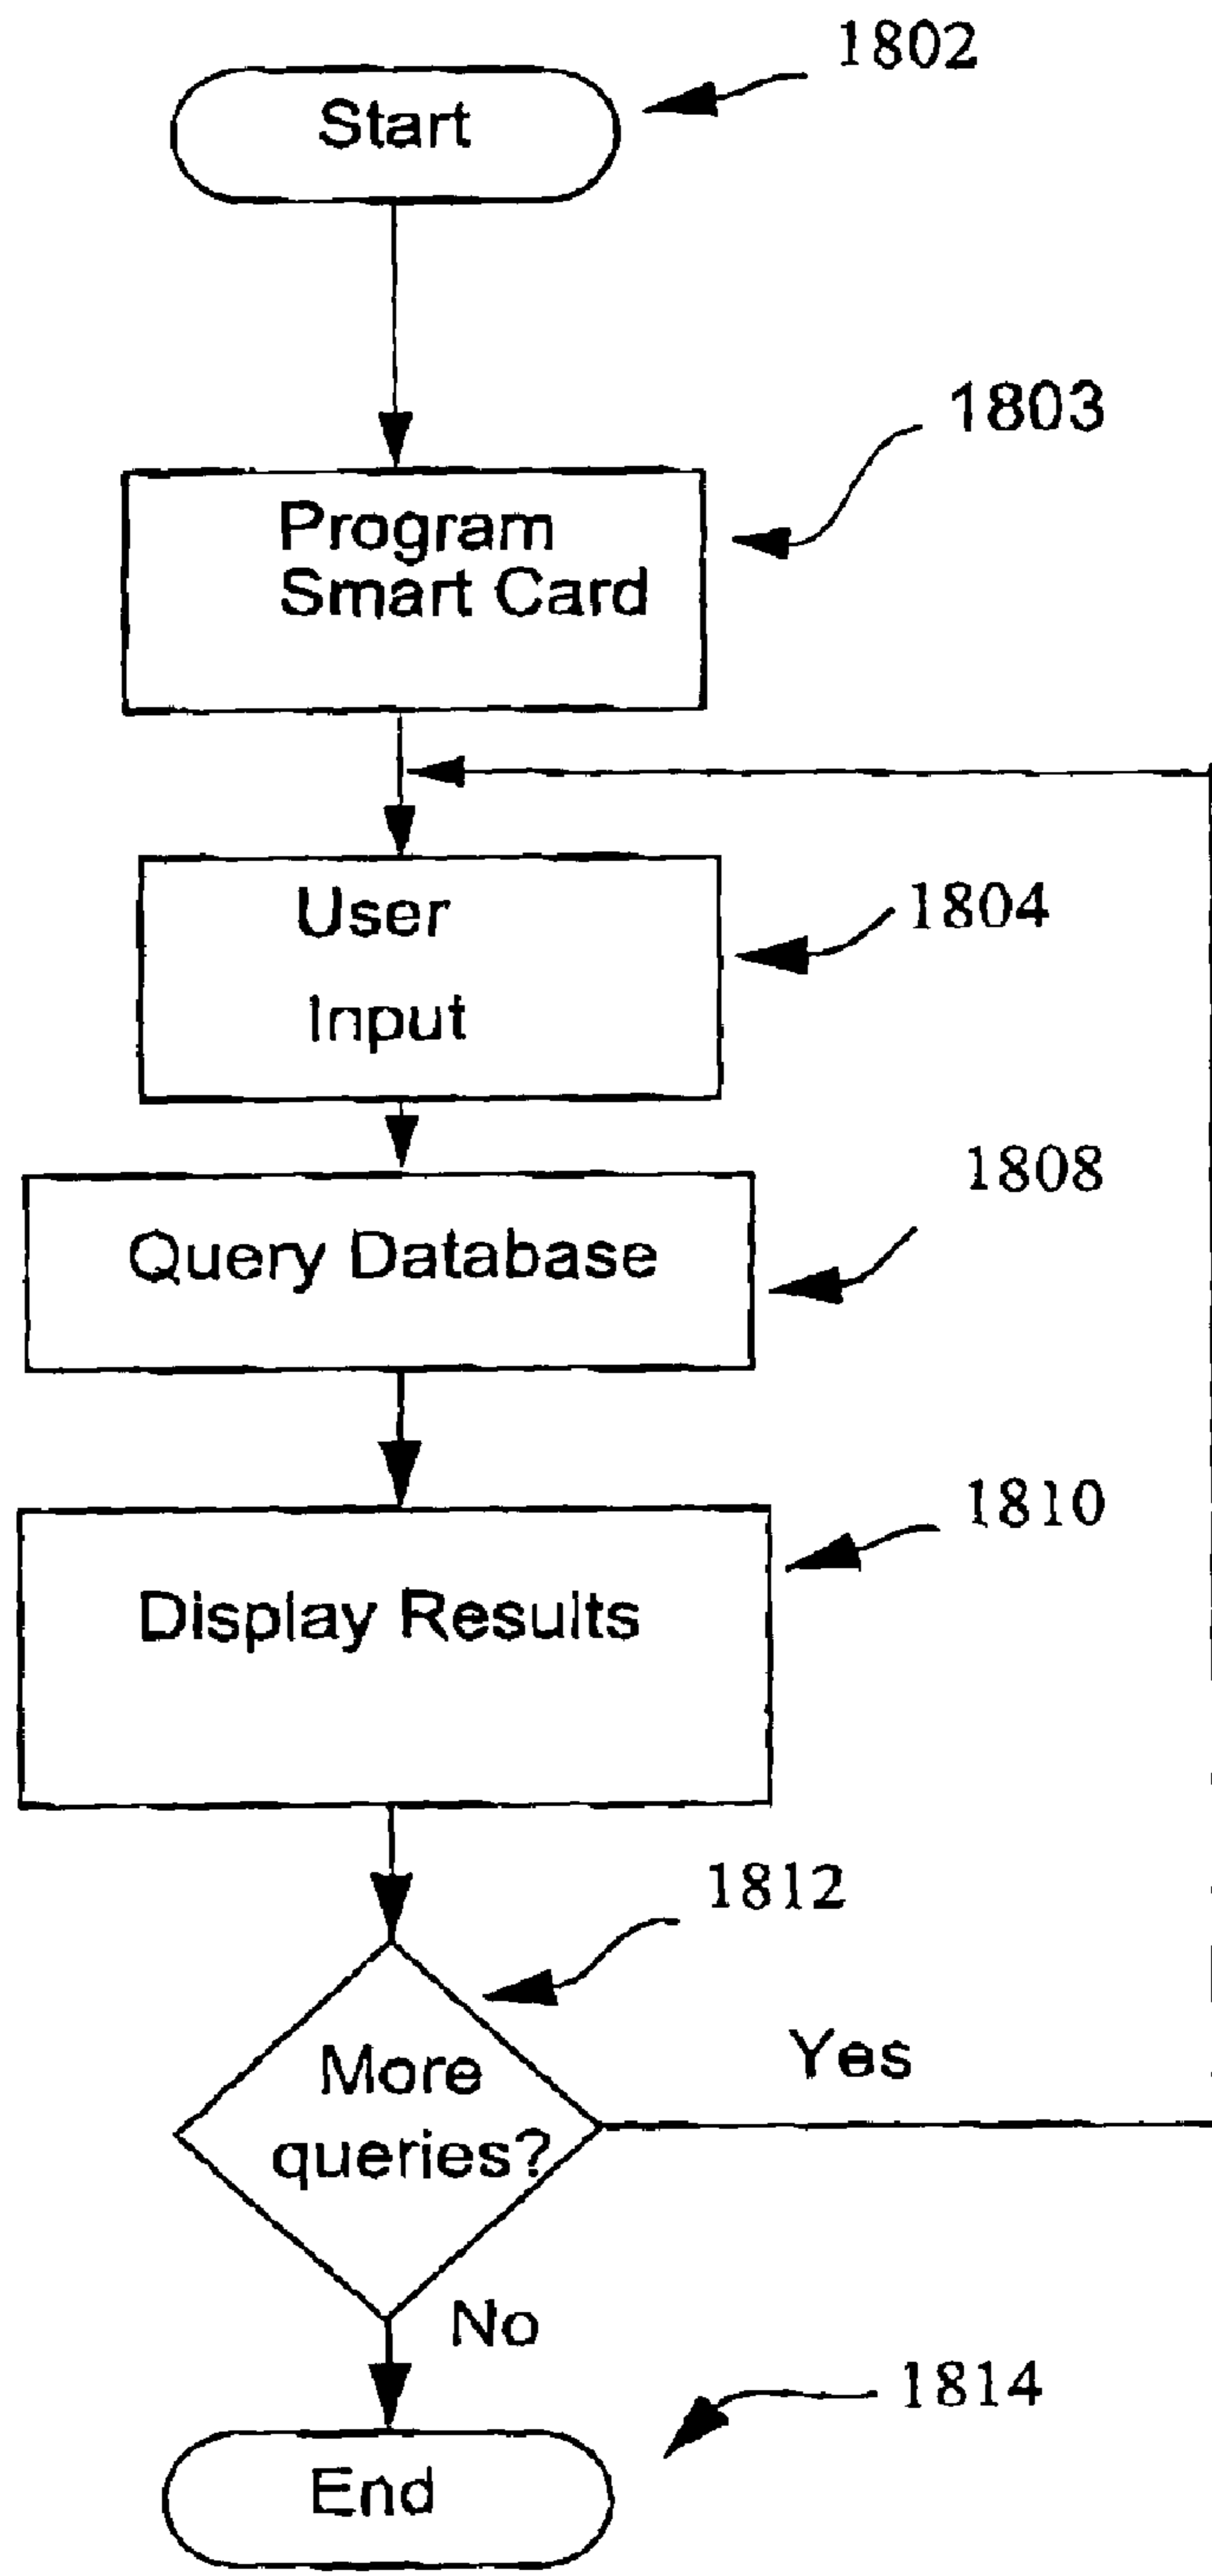 1802
Start
1803
Program
Smart Card
User
1804
Input
1808
Query Database
1810
Display Results
1812
More
Yes
queries?
No
1814
End